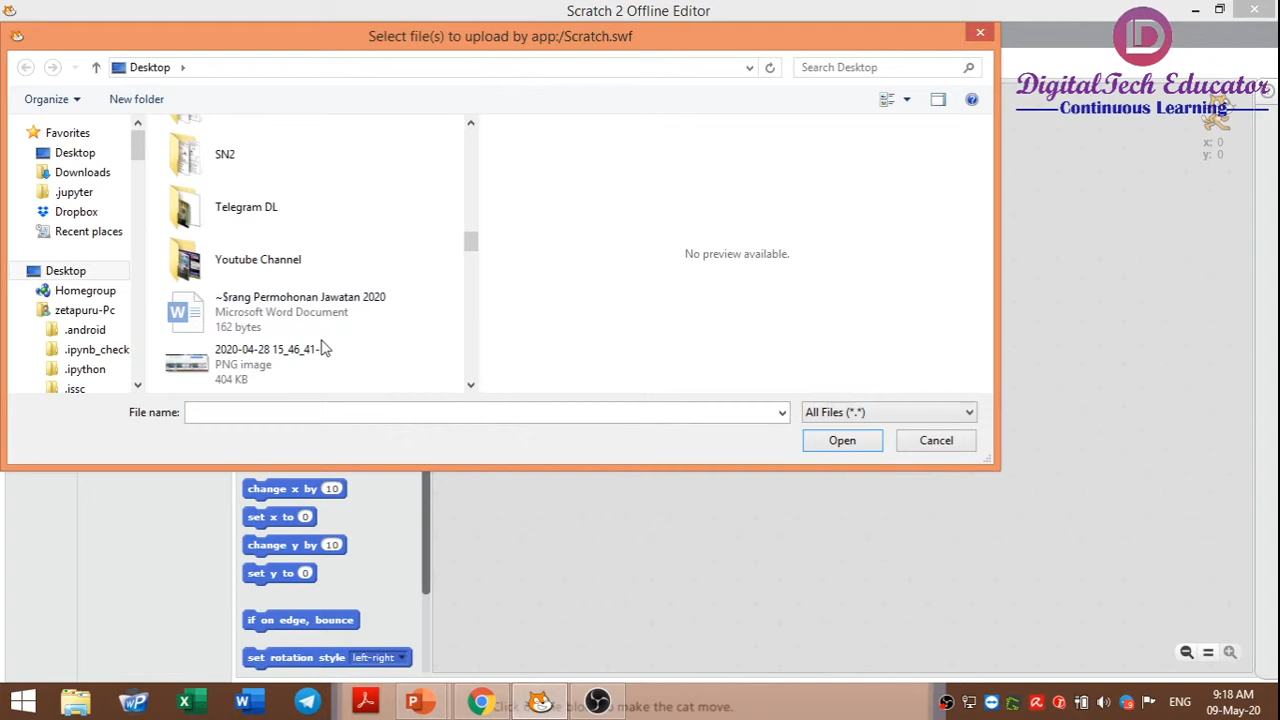 Scratch 2 Offline Editor
Select file(s) to upload by app:/Scratch.swf
DigitalTech Educator
Continuous Learning
Desktop
Search Desktop
Organize
New folder
Favorites
Desktop
Downloads
.jupyter
Dropbox
Recent places
Desktop
Homegroup
zetapuru-Pc
.android
.ipynb_check
.ipython
.issc
SN2
Telegram DL
Youtube Channel
~$rang Permohonan Jawatan 2020
Microsoft Word Document
162 bytes
2020-04-28 15_46_41-
PNG image
404 KB
No preview available.
x: 0
y: 0
File name:
All Files (*.*)
Open
Cancel
change x by 10
set x to 0
change y by 10
set y to 0
if on edge, bounce
set rotation style left-right
to make the cat move.
ENG
9:18 AM
09-May-20